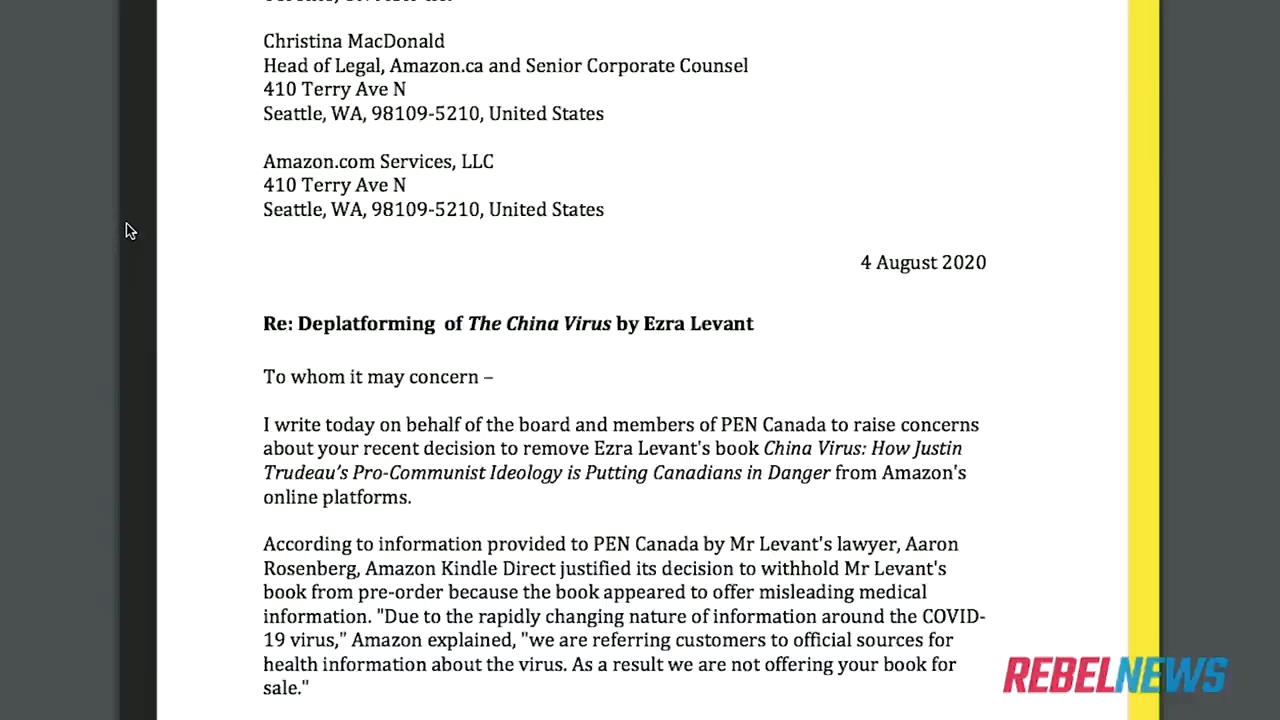 Christina MacDonald
Head of Legal, Amazon.ca and Senior Corporate Counsel
410 Terry Ave N
Seattle, WA, 98109-5210, United States
Amazon.com Services, LLC
410 Terry Ave N
Seattle, WA, 98109-5210, United States
4 August 2020
Re: Deplatforming of The China Virus by Ezra Levant
To whom it may concern –
I write today on behalf of the board and members of PEN Canada to raise concerns
about your recent decision to remove Ezra Levant's book China Virus: How Justin
Trudeau's Pro-Communist Ideology is Putting Canadians in Danger from Amazon's
online platforms.
According to information provided to PEN Canada by Mr Levant's lawyer, Aaron
Rosenberg, Amazon Kindle Direct justified its decision to withhold Mr Levant's
book from pre-order because the book appeared to offer misleading medical
information. "Due to the rapidly changing nature of information around the COVID-
19 virus," Amazon explained, "we are referring customers to official sources for
health information about the virus. As a result we are not offering your book for
sale."
REBELNEWS